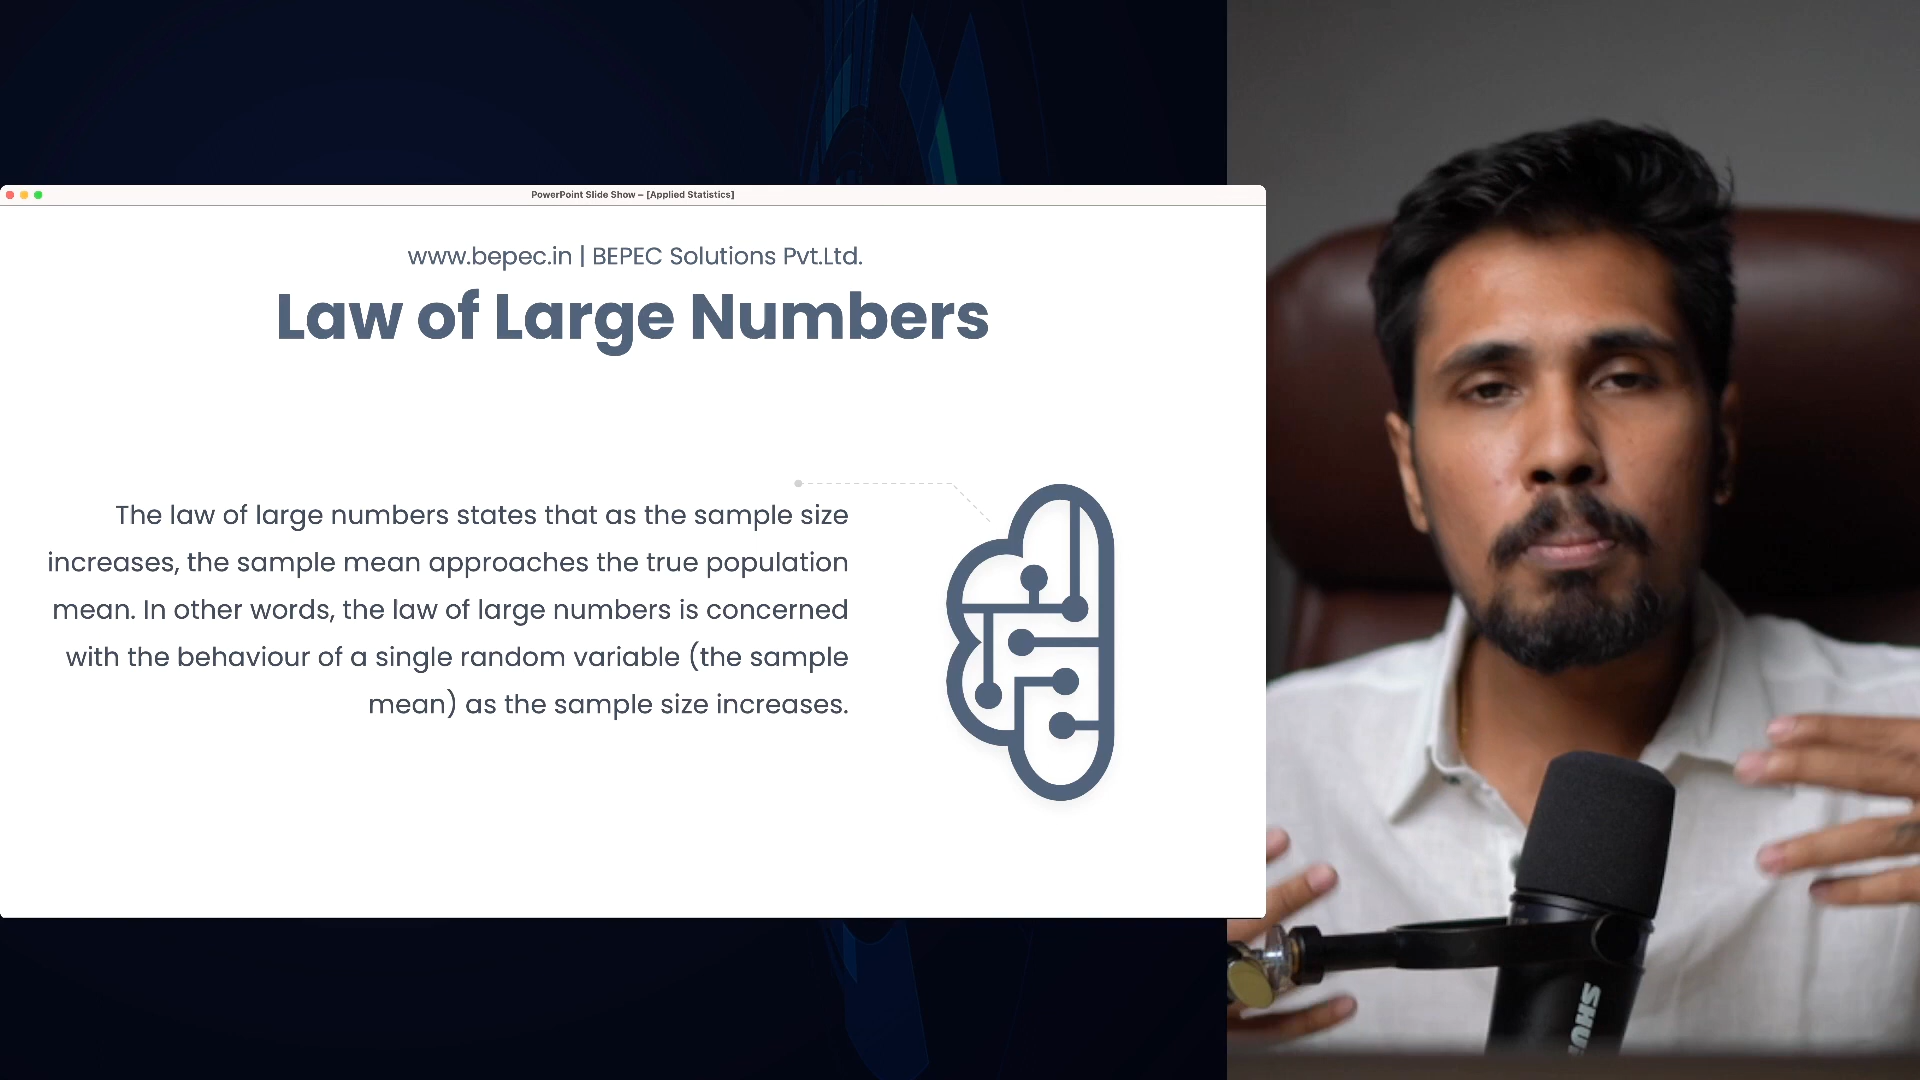 PowerPoint Slide Show – [Applied Statistics]
www.bepec.in | BEPEC Solutions Pvt.Ltd.
Law of Large Numbers
The law of large numbers states that as the sample size
increases, the sample mean approaches the true population
mean. In other words, the law of large numbers is concerned
with the behaviour of a single random variable (the sample
mean) as the sample size increases.